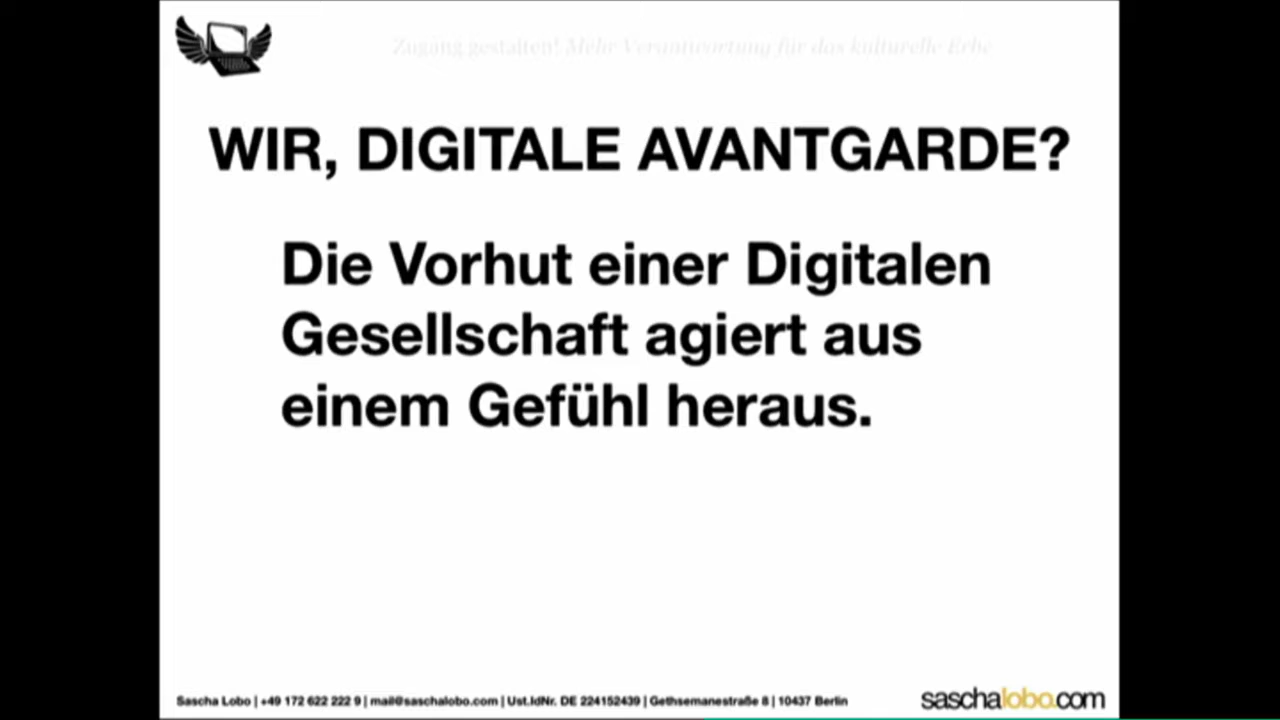 Zugang gestalten! Mehr Verantwortung für das kulturelle Erbe
WIR, DIGITALE AVANTGARDE?
Die Vorhut einer Digitalen
Gesellschaft agiert aus
einem Gefühl heraus.
Sascha Lobo | +49 172 622 222 9 | mail@saschalobo.com | Ust.IdNr. DE 224152439 | Gethsemanestraße 8 | 10437 Berlin
saschalobo.com